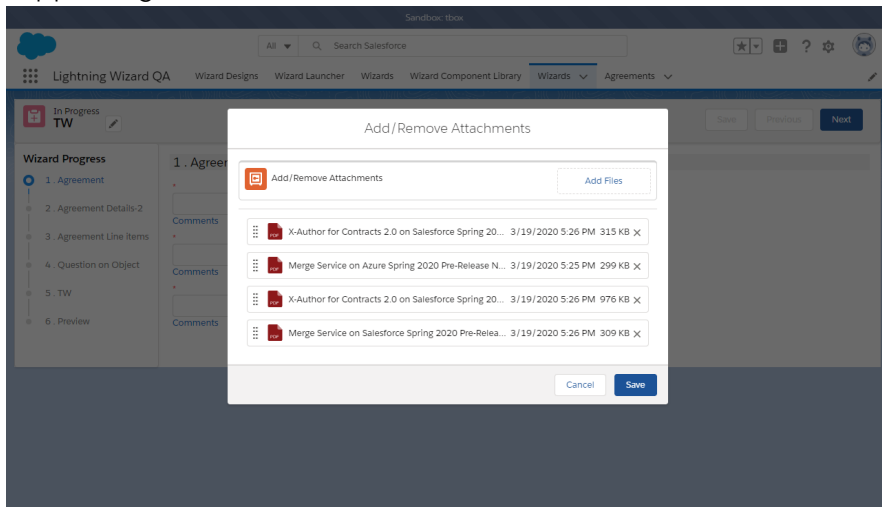 Sandbox: tbox
All Search Salesforce
Lightning Wizard QA Wizard Designs Wizard Launcher Wizards Wizard Component Library Wizards Agreements
In Progress
TW
Add/Remove Attachments
Save Previous Next
Wizard Progress
1 . Agreement
2 . Agreement Details-2
3 . Agreement Line Items
4 . Question on Object
5 . TW
6 . Preview
1 . Agreer
*
Comments
*
Comments
*
Comments
Add/Remove Attachments
Add Files
PDF X-Author for Contracts 2.0 on Salesforce Spring 20... 3/19/2020 5:26 PM 315 KB
PDF Merge Service on Azure Spring 2020 Pre-Release N... 3/19/2020 5:25 PM 299 KB
PDF X-Author for Contracts 2.0 on Salesforce Spring 20... 3/19/2020 5:26 PM 976 KB
PDF Merge Service on Salesforce Spring 2020 Pre-Relea... 3/19/2020 5:26 PM 309 KB
Cancel Save